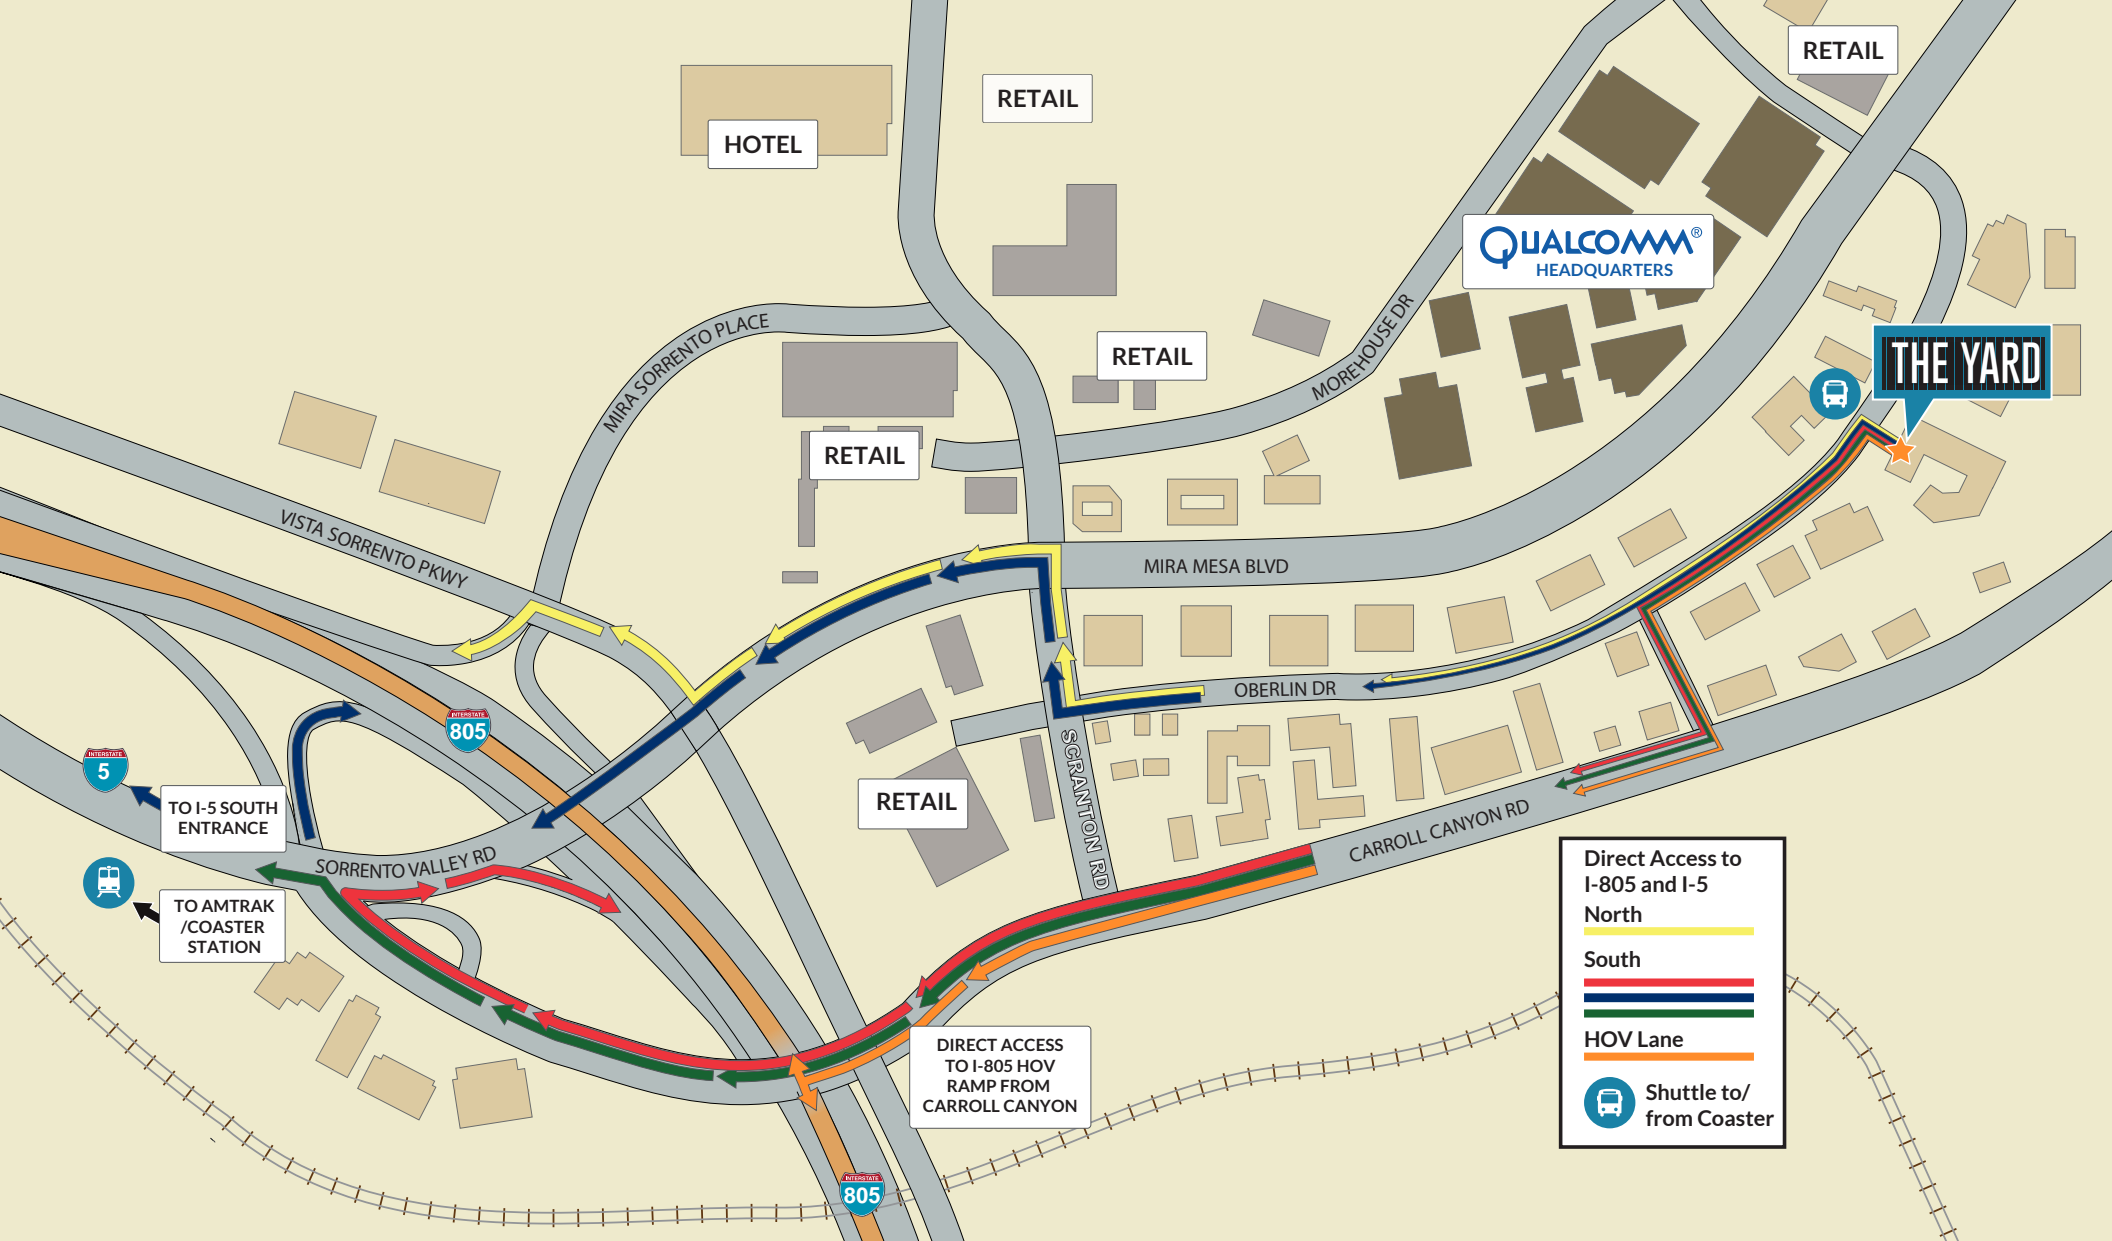 RETAIL
RETAIL
HOTEL
QUALCOMM®
HEADQUARTERS
MIRA SORRENTO PLACE
MOREHOUSE DR
RETAIL
THE YARD
RETAIL
VISTA SORRENTO PKWY
MIRA MESA BLVD
OBERLIN DR
INTERSTATE
805
SCRANTON RD
INTERSTATE
5
TO I-5 SOUTH
ENTRANCE
RETAIL
SORRENTO VALLEY RD
CARROLL CANYON RD
TO AMTRAK
/COASTER
STATION
DIRECT ACCESS
TO I-805 HOV
RAMP FROM
CARROLL CANYON
INTERSTATE
805
Direct Access to
I-805 and I-5
North
South
HOV Lane
Shuttle to/
from Coaster